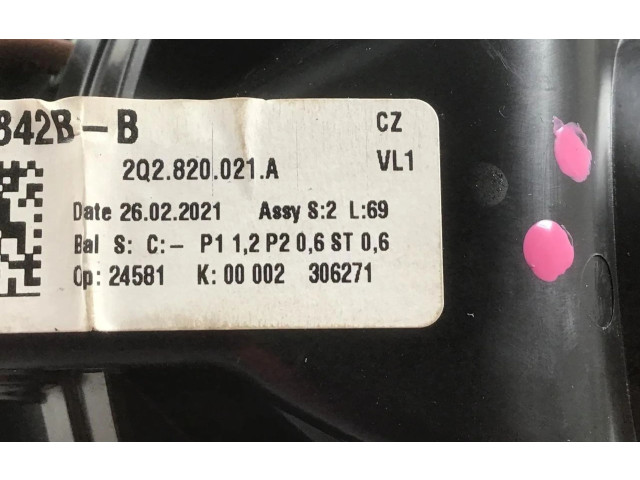 842B-B
CZ
2Q2.820.021.A
VL1
Date 26.02.2021 Assy S:2 L:69
Bal S: C:- P1 1,2 P2 0,6 ST 0,6
Op: 24581 K: 00 002 306271